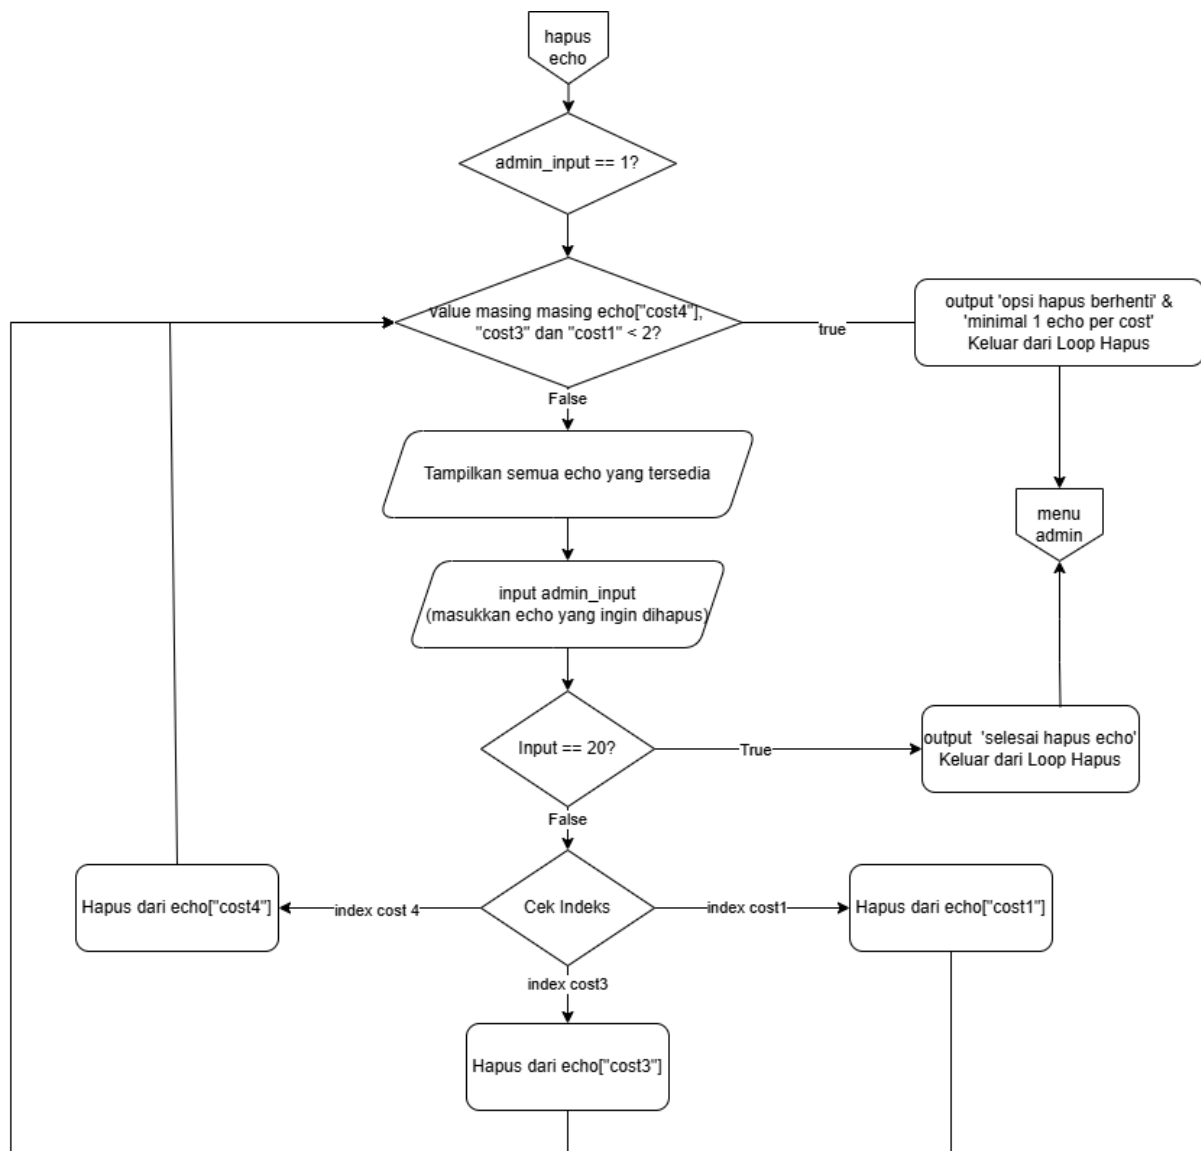 hapus
echo
admin_input == 1?
value masing masing echo["cost4"],
"cost3" dan "cost1" < 2?
true
output 'opsi hapus berhenti' &
'minimal 1 echo per cost'
Keluar dari Loop Hapus
False
Tampilkan semua echo yang tersedia
menu
admin
input admin_input
(masukkan echo yang ingin dihapus)
Input == 20?
True
output 'selesai hapus echo'
Keluar dari Loop Hapus
False
Hapus dari echo["cost4"]
index cost 4
Cek Indeks
index cost1
Hapus dari echo["cost1"]
index cost3
Hapus dari echo["cost3"]